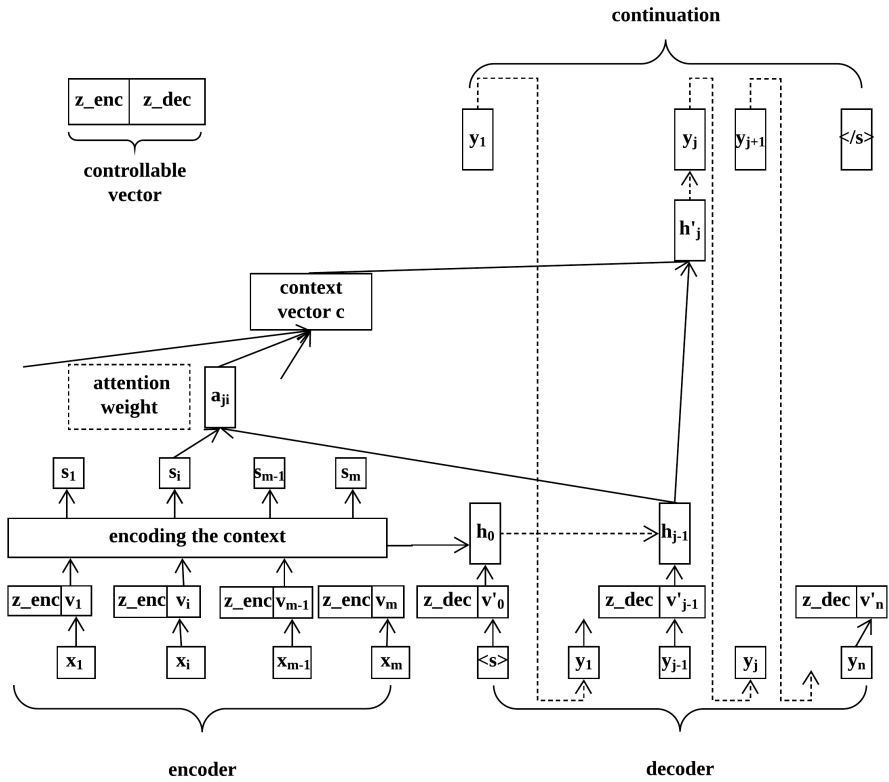 continuation
z_enc z_dec
controllable
vector
y1 yj yj+1 </s>
h'j
context
vector c
attention
weight
aji
s1 si sm-1 sm
encoding the context
h0 hj-1
z_enc v1 z_enc vi z_enc vm-1 z_enc vm z_dec v'0 z_dec v'j-1 z_dec v'n
x1 xi xm-1 xm <s> y1 yj-1 yj yn
encoder decoder